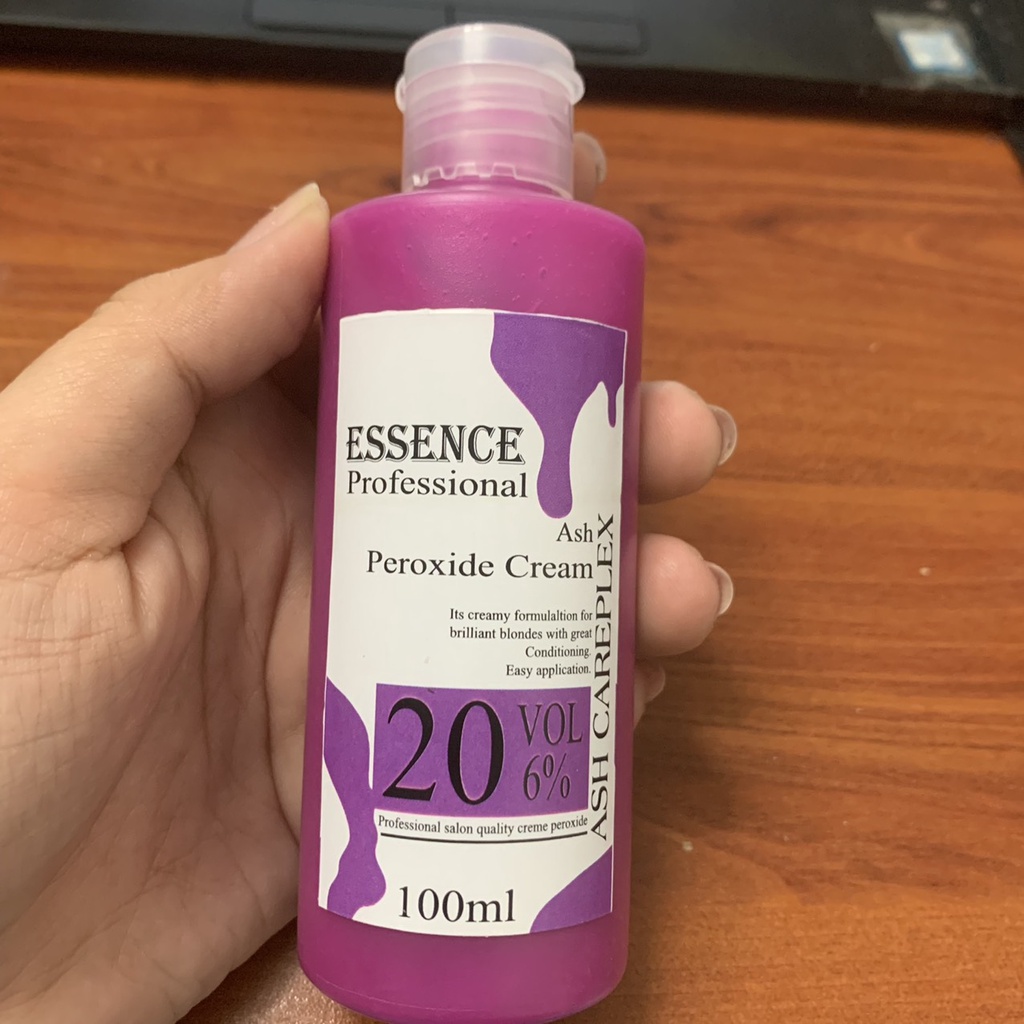 ESSENCE
Professional
Ash
Peroxide Cream
Its creamy formulaltion for
brilliant blondes with great
Conditioning.
Easy application.
ASH CAREPLEX
20 VOL
6%
Professional salon quality creme peroxide
100ml